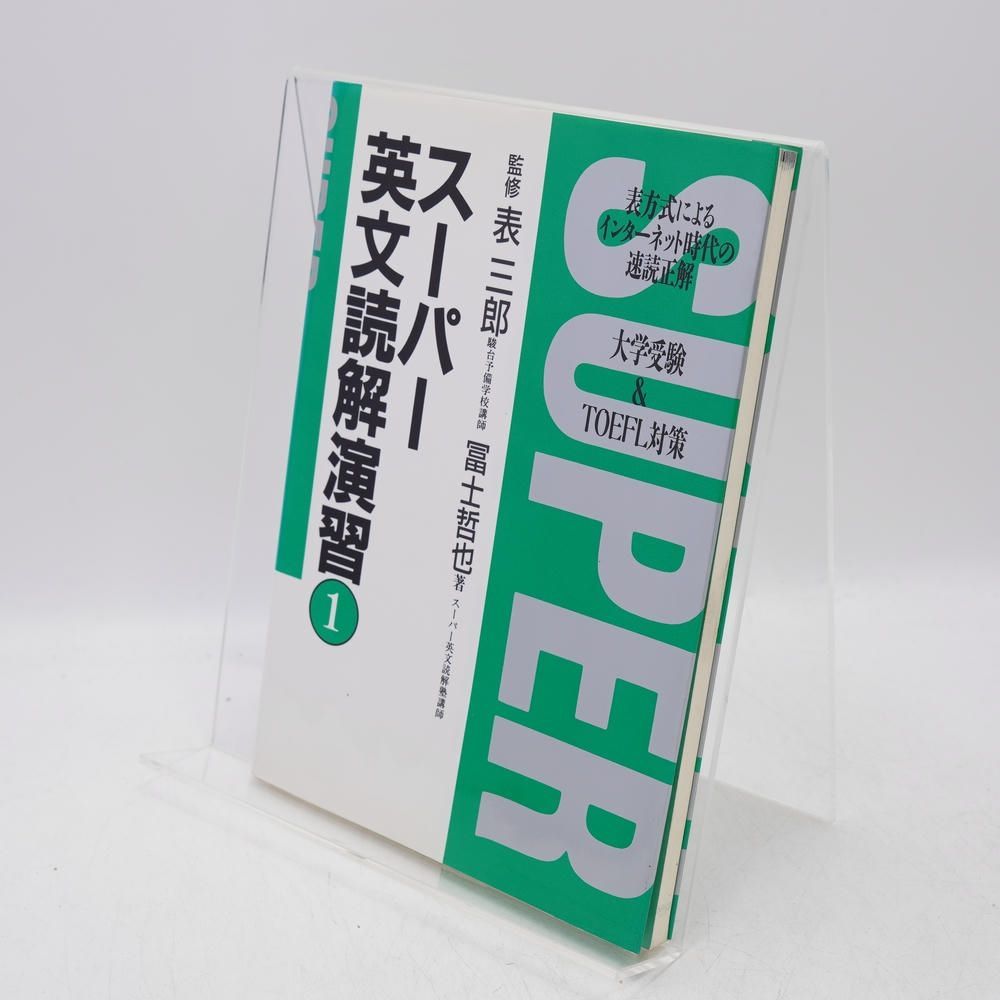 スーパー
英文読解演習
1
監修 表 三郎 駿台予備学校講師
冨士哲也 著 スーパー英文読解塾講師
SUPER
表方式による
インターネット時代の
速読正解
大学受験
&
TOEFL対策